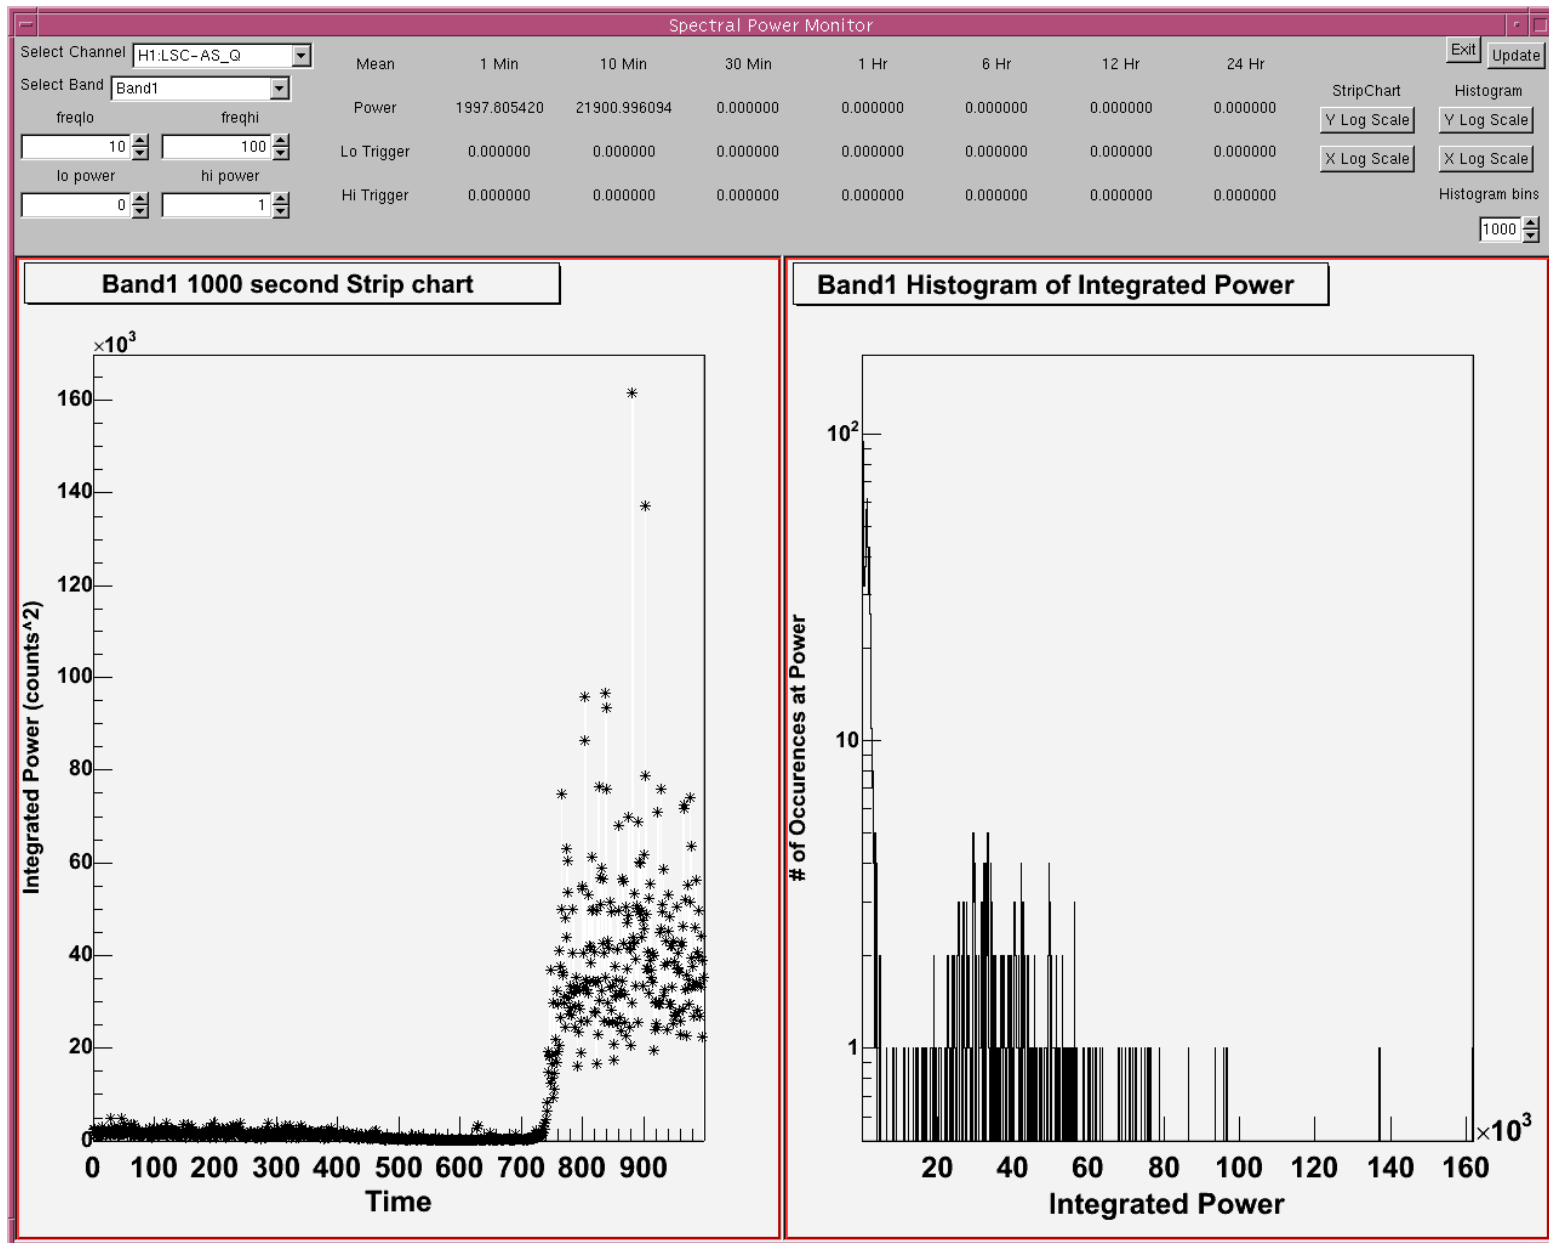 Spectral Power Monitor
Select Channel H1:LSC-AS_Q
Select Band Band1
freqlo freqhi
10 100
lo power hi power
0 1
Mean 1 Min 10 Min 30 Min 1 Hr 6 Hr 12 Hr 24 Hr
Power 1997.805420 21900.996094 0.000000 0.000000 0.000000 0.000000 0.000000
Lo Trigger 0.000000 0.000000 0.000000 0.000000 0.000000 0.000000 0.000000
Hi Trigger 0.000000 0.000000 0.000000 0.000000 0.000000 0.000000 0.000000
Exit Update
StripChart Histogram
Y Log Scale Y Log Scale
X Log Scale X Log Scale
Histogram bins
1000
Band1 1000 second Strip chart
×10³
160
140
120
100
80
60
40
20
0
Integrated Power (counts^2)
0 100 200 300 400 500 600 700 800 900
Time
Band1 Histogram of Integrated Power
10²
10
1
# of Occurences at Power
20 40 60 80 100 120 140 160
×10³
Integrated Power